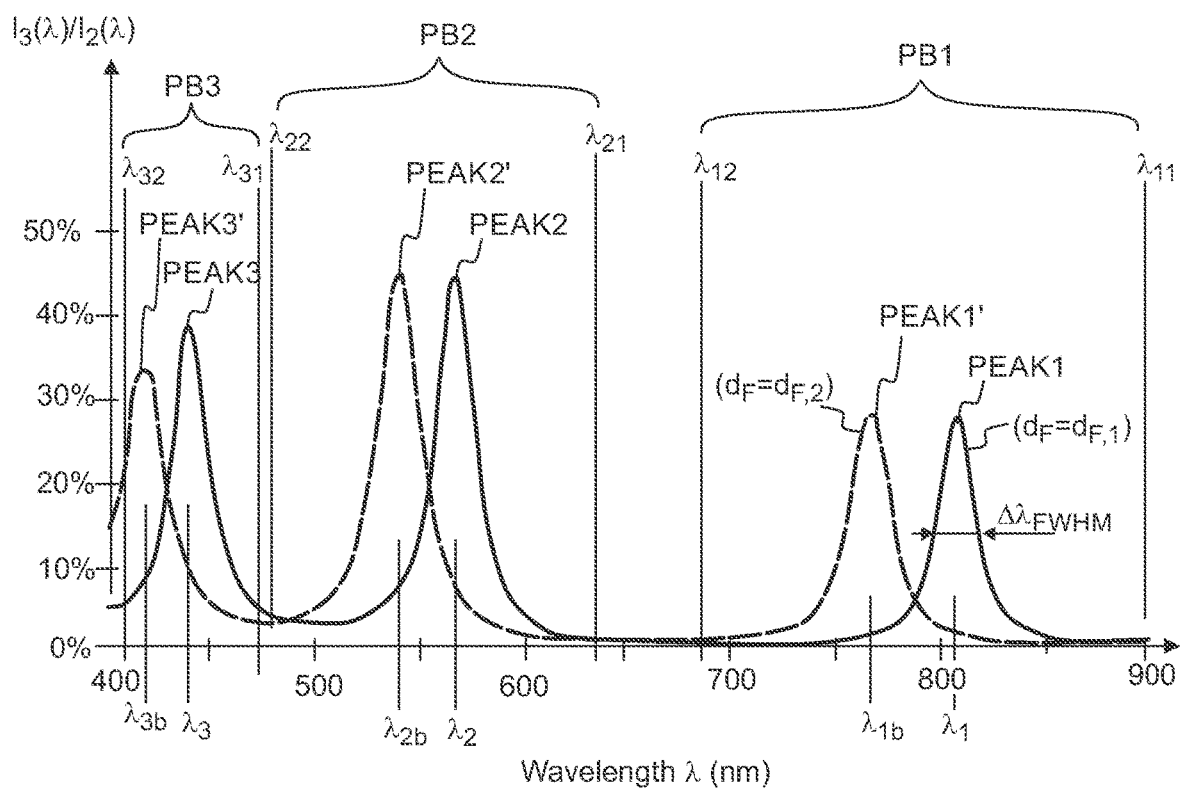 I3(λ)/I2(λ)
PB3
PB2
PB1
λ32
λ31
λ22
λ21
λ12
λ11
PEAK3'
PEAK3
PEAK2'
PEAK2
PEAK1'
PEAK1
(dF=dF,2)
(dF=dF,1)
ΔλFWHM
50%
40%
30%
20%
10%
0%
400 500 600 700 800 900
λ3b λ3 λ2b λ2 λ1b λ1
Wavelength λ (nm)